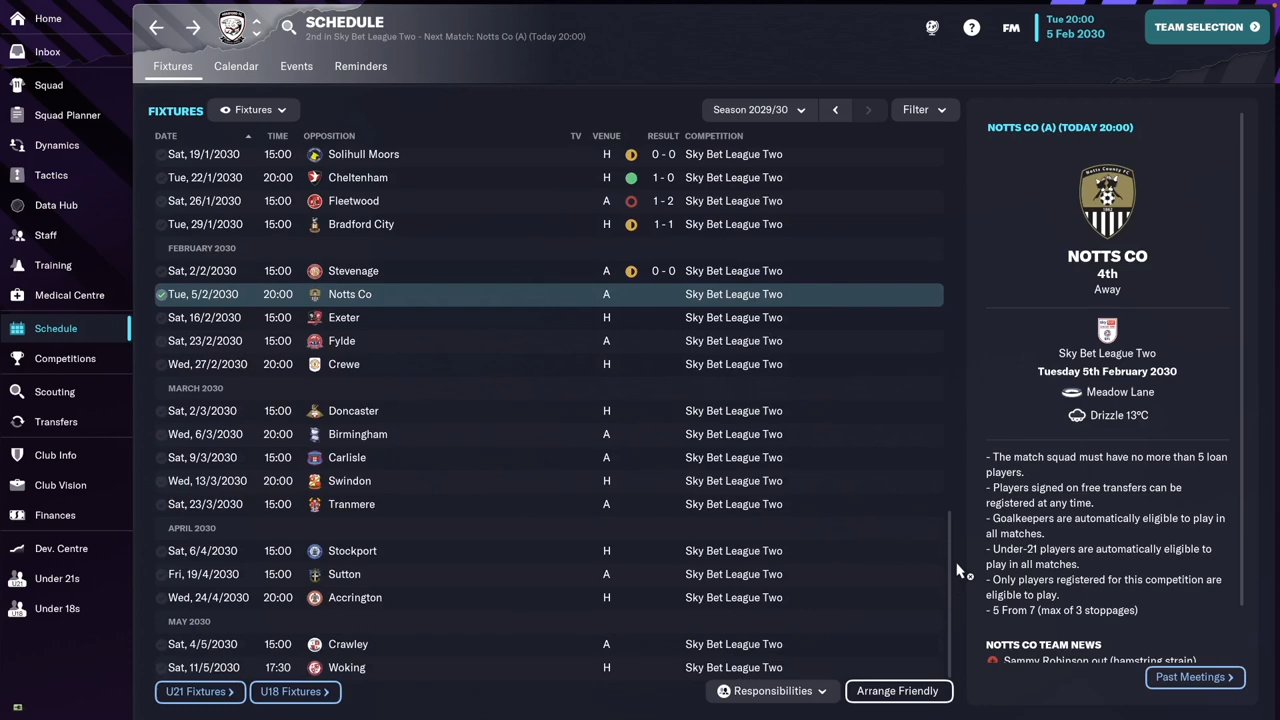 Home
Inbox
Squad
Squad Planner
Dynamics
Tactics
Data Hub
Staff
Training
Medical Centre
Schedule
Competitions
Scouting
Transfers
Club Info
Club Vision
Finances
Dev. Centre
U21 Under 21s
U18 Under 18s
SCHEDULE
2nd in Sky Bet League Two - Next Match: Notts Co (A) (Today 20:00)
? FM
Tue 20:00
5 Feb 2030
TEAM SELECTION
Fixtures Calendar Events Reminders
FIXTURES Fixtures Season 2029/30 Filter
DATE TIME OPPOSITION TV VENUE RESULT COMPETITION
Sat, 19/1/2030 15:00 Solihull Moors H 0 - 0 Sky Bet League Two
Tue, 22/1/2030 20:00 Cheltenham H 1 - 0 Sky Bet League Two
Sat, 26/1/2030 15:00 Fleetwood A 1 - 2 Sky Bet League Two
Tue, 29/1/2030 15:00 Bradford City H 1 - 1 Sky Bet League Two
FEBRUARY 2030
Sat, 2/2/2030 15:00 Stevenage A 0 - 0 Sky Bet League Two
Tue, 5/2/2030 20:00 Notts Co A Sky Bet League Two
Sat, 16/2/2030 15:00 Exeter H Sky Bet League Two
Sat, 23/2/2030 15:00 Fylde A Sky Bet League Two
Wed, 27/2/2030 20:00 Crewe H Sky Bet League Two
MARCH 2030
Sat, 2/3/2030 15:00 Doncaster H Sky Bet League Two
Wed, 6/3/2030 20:00 Birmingham A Sky Bet League Two
Sat, 9/3/2030 15:00 Carlisle A Sky Bet League Two
Wed, 13/3/2030 20:00 Swindon H Sky Bet League Two
Sat, 23/3/2030 15:00 Tranmere A Sky Bet League Two
APRIL 2030
Sat, 6/4/2030 15:00 Stockport H Sky Bet League Two
Fri, 19/4/2030 15:00 Sutton A Sky Bet League Two
Wed, 24/4/2030 20:00 Accrington H Sky Bet League Two
MAY 2030
Sat, 4/5/2030 15:00 Crawley A Sky Bet League Two
Sat, 11/5/2030 17:30 Woking H Sky Bet League Two
U21 Fixtures > U18 Fixtures > Responsibilities Arrange Friendly
NOTTS CO (A) (TODAY 20:00)
Notts County FC
1862
NOTTS CO
4th
Away
Sky Bet League Two
Tuesday 5th February 2030
Meadow Lane
Drizzle 13°C
- The match squad must have no more than 5 loan
players.
- Players signed on free transfers can be
registered at any time.
- Goalkeepers are automatically eligible to play in
all matches.
- Under-21 players are automatically eligible to
play in all matches.
- Only players registered for this competition are
eligible to play.
- 5 From 7 (max of 3 stoppages)
NOTTS CO TEAM NEWS
Sammy Robinson out (hamstring strain)
Past Meetings >